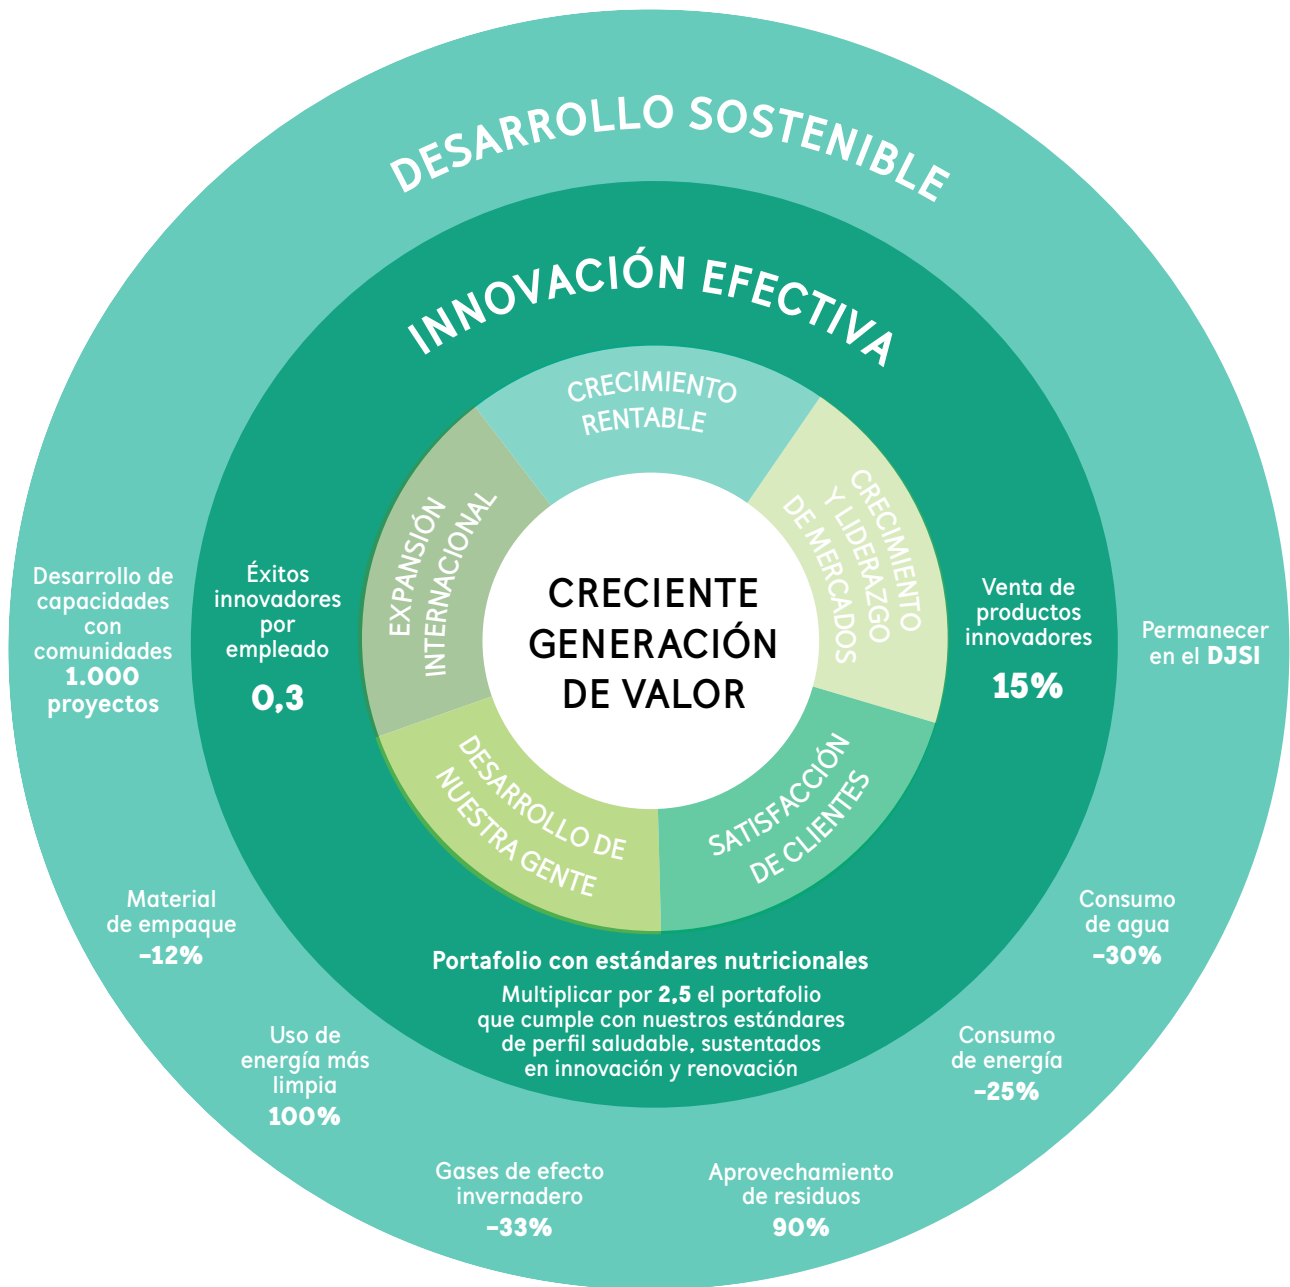 DESARROLLO SOSTENIBLE
INNOVACIÓN EFECTIVA
CRECIMIENTO
RENTABLE
CRECIMIENTO
Y LIDERAZGO
DE MERCADOS
SATISFACCIÓN
DE CLIENTES
DESARROLLO DE
NUESTRA GENTE
EXPANSIÓN
INTERNACIONAL
CRECIENTE
GENERACIÓN
DE VALOR
Éxitos
innovadores
por
empleado
0,3
Venta de
productos
innovadores
15%
Portafolio con estándares nutricionales
Multiplicar por 2,5 el portafolio
que cumple con nuestros estándares
de perfil saludable, sustentados
en innovación y renovación
Desarrollo de
capacidades
con
comunidades
1.000
proyectos
Permanecer
en el DJSI
Material
de empaque
-12%
Consumo
de agua
-30%
Uso de
energía más
limpia
100%
Consumo
de energía
-25%
Gases de efecto
invernadero
-33%
Aprovechamiento
de residuos
90%